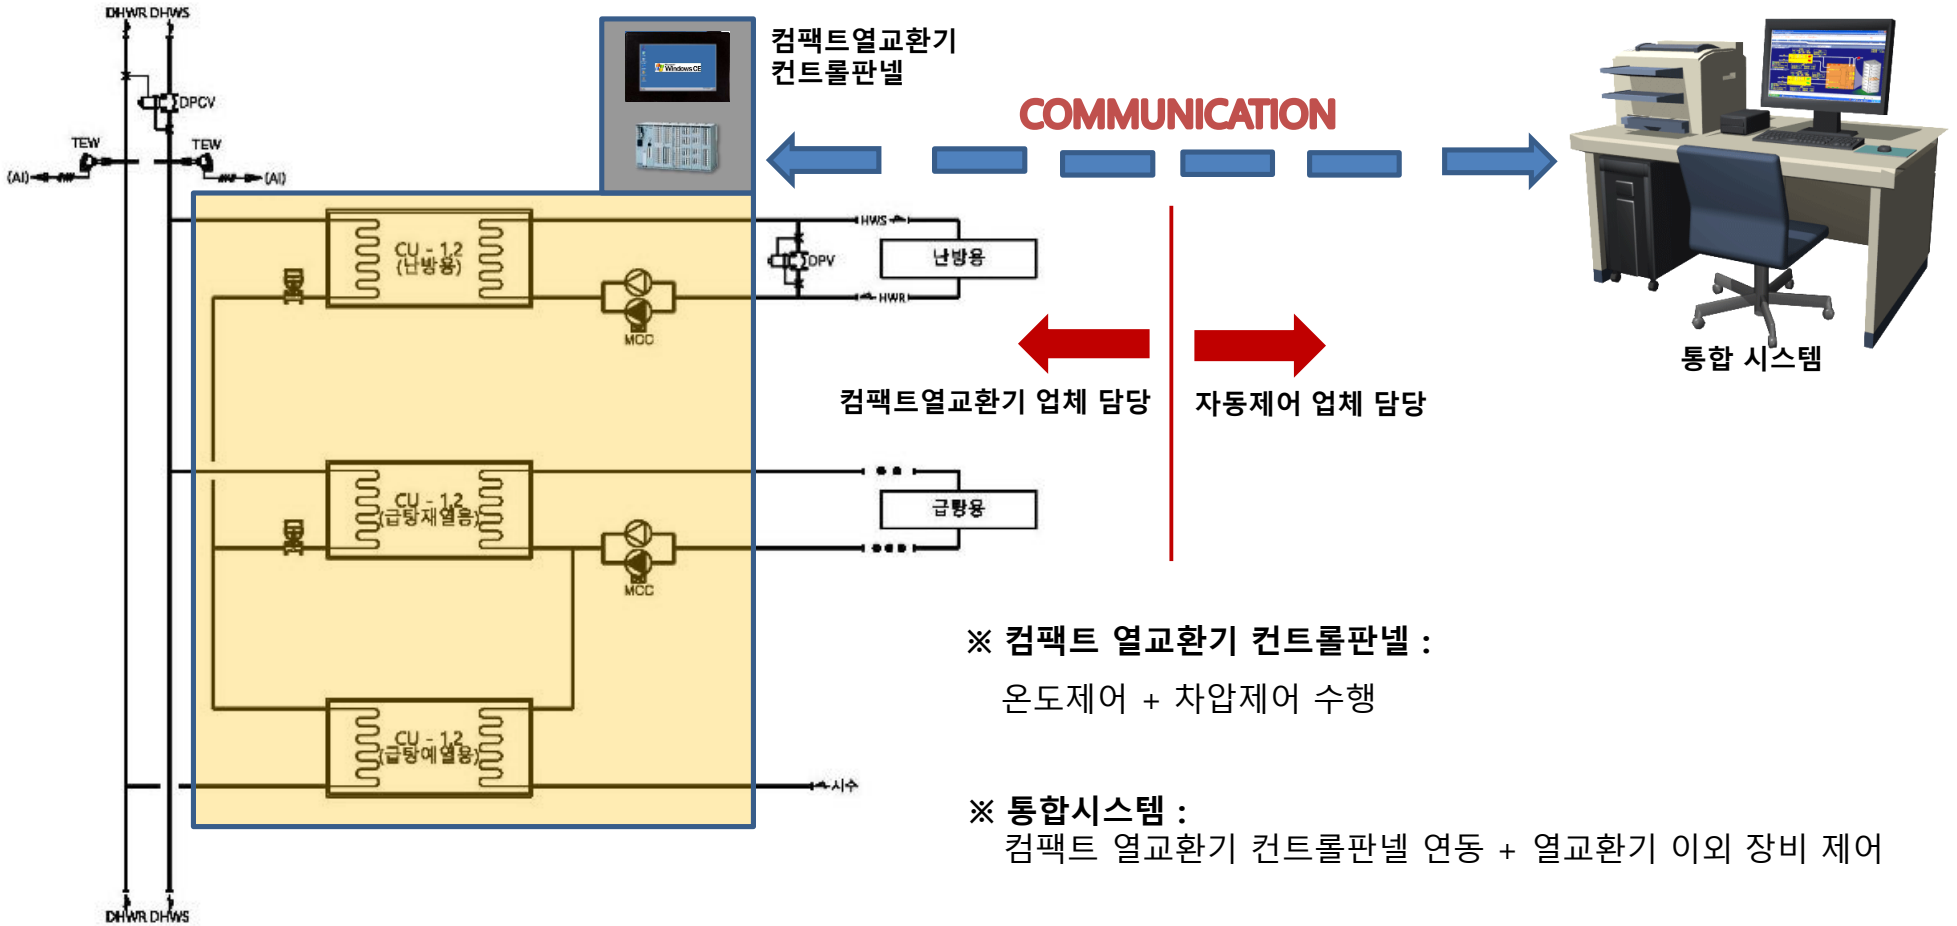 DHWR DHWS
컴팩트열교환기
컨트롤판넬
Windows CE
COMMUNICATION
DPCV
TEW
TEW
(AI)
(AI)
CU - 1,2
(난방용)
HWS
난방용
DPV
HWR
MCC
통합 시스템
컴팩트열교환기 업체 담당
자동제어 업체 담당
CU - 1,2
(급탕재열용)
급탕용
MCC
※ 컴팩트 열교환기 컨트롤판넬 :
온도제어 + 차압제어 수행
CU - 1,2
(급탕예열용)
시수
※ 통합시스템 :
컴팩트 열교환기 컨트롤판넬 연동 + 열교환기 이외 장비 제어
DHWR DHWS